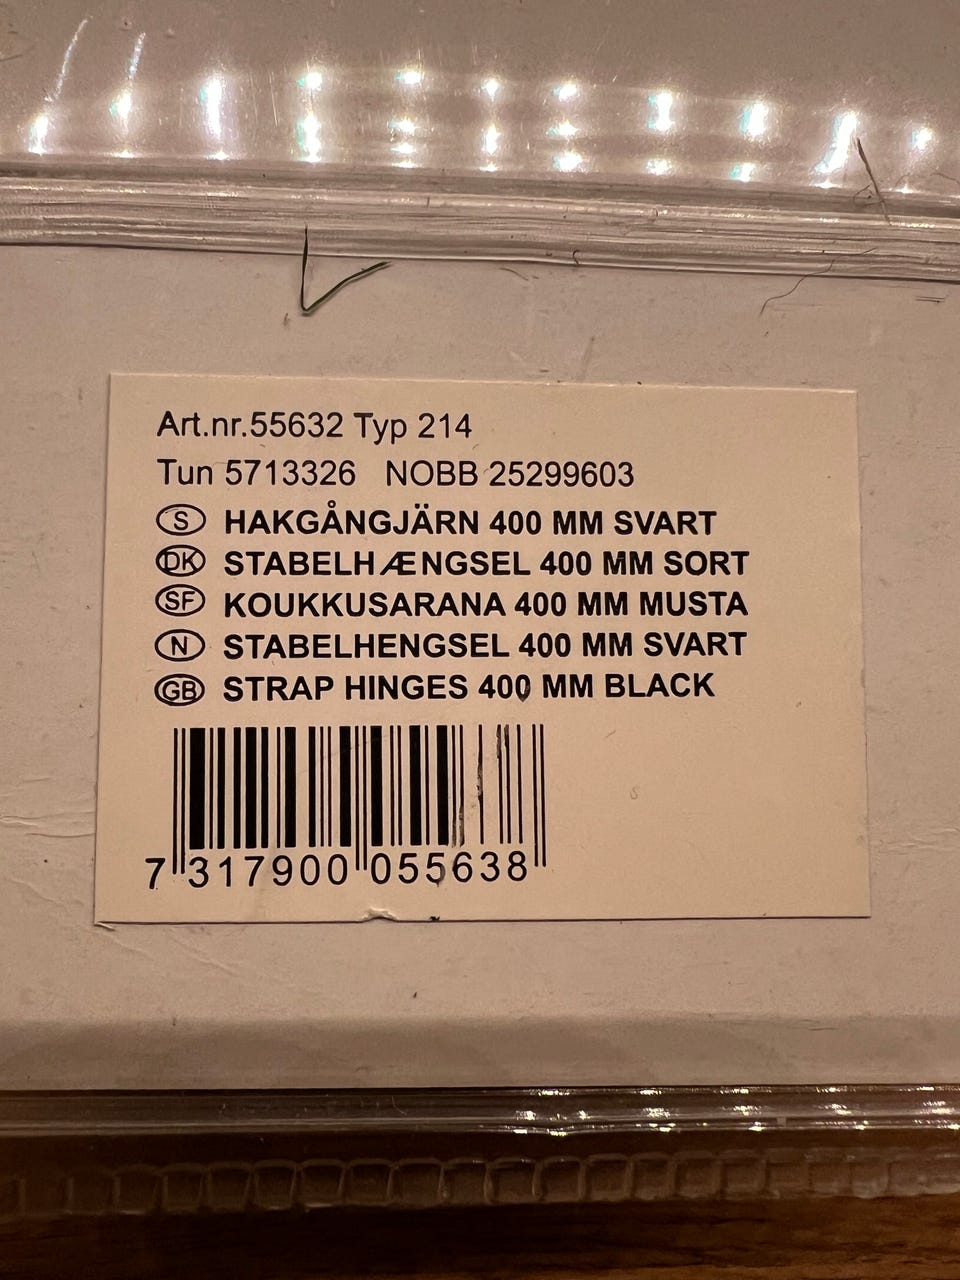 Art.nr.55632 Typ 214
Tun 5713326 NOBB 25299603
S HAKGÅNGJÄRN 400 MM SVART
DK STABELHÆNGSEL 400 MM SORT
SF KOUKKUSARANA 400 MM MUSTA
N STABELHENGSEL 400 MM SVART
GB STRAP HINGES 400 MM BLACK
7 317900 055638